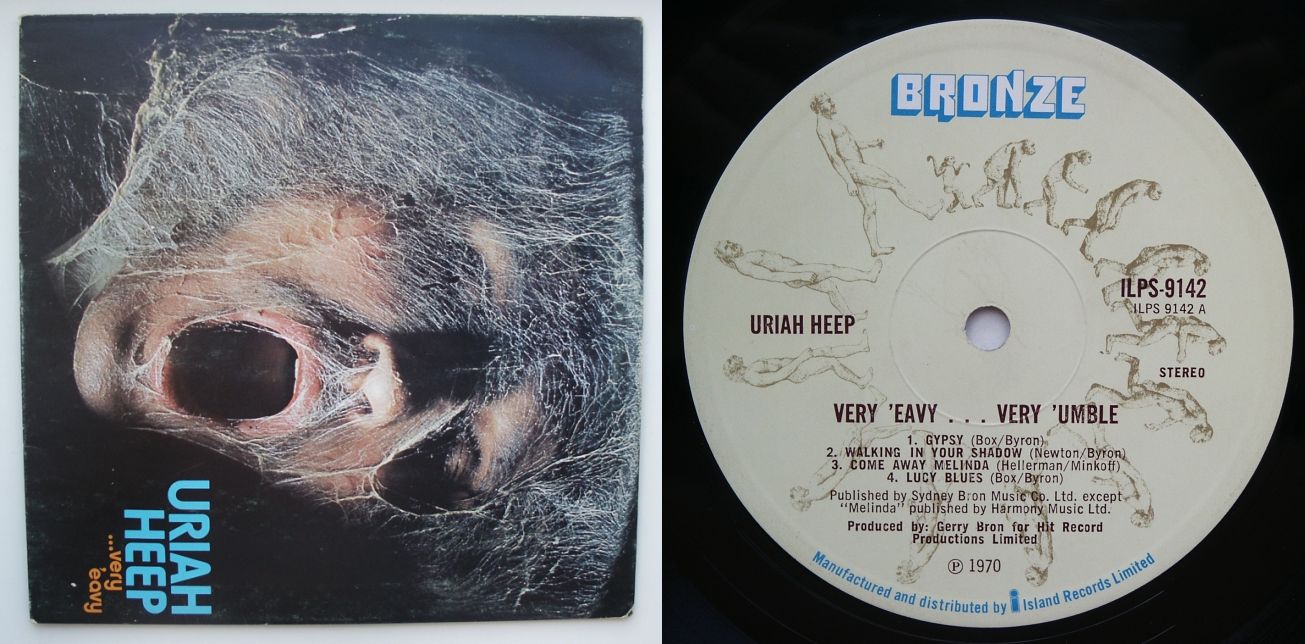 URIAH
HEEP
...very
'eavy
BRONZE
ILPS-9142
ILPS 9142 A
URIAH HEEP
STEREO
VERY 'EAVY . . . VERY 'UMBLE
1. GYPSY (Box/Byron)
2. WALKING IN YOUR SHADOW (Newton/Byron)
3. COME AWAY MELINDA (Hellerman/Minkoff)
4. LUCY BLUES (Box/Byron)
Published by Sydney Bron Music Co. Ltd. except
"Melinda" published by Harmony Music Ltd.
Produced by: Gerry Bron for Hit Record
Productions Limited
℗ 1970
Manufactured and distributed by i Island Records Limited